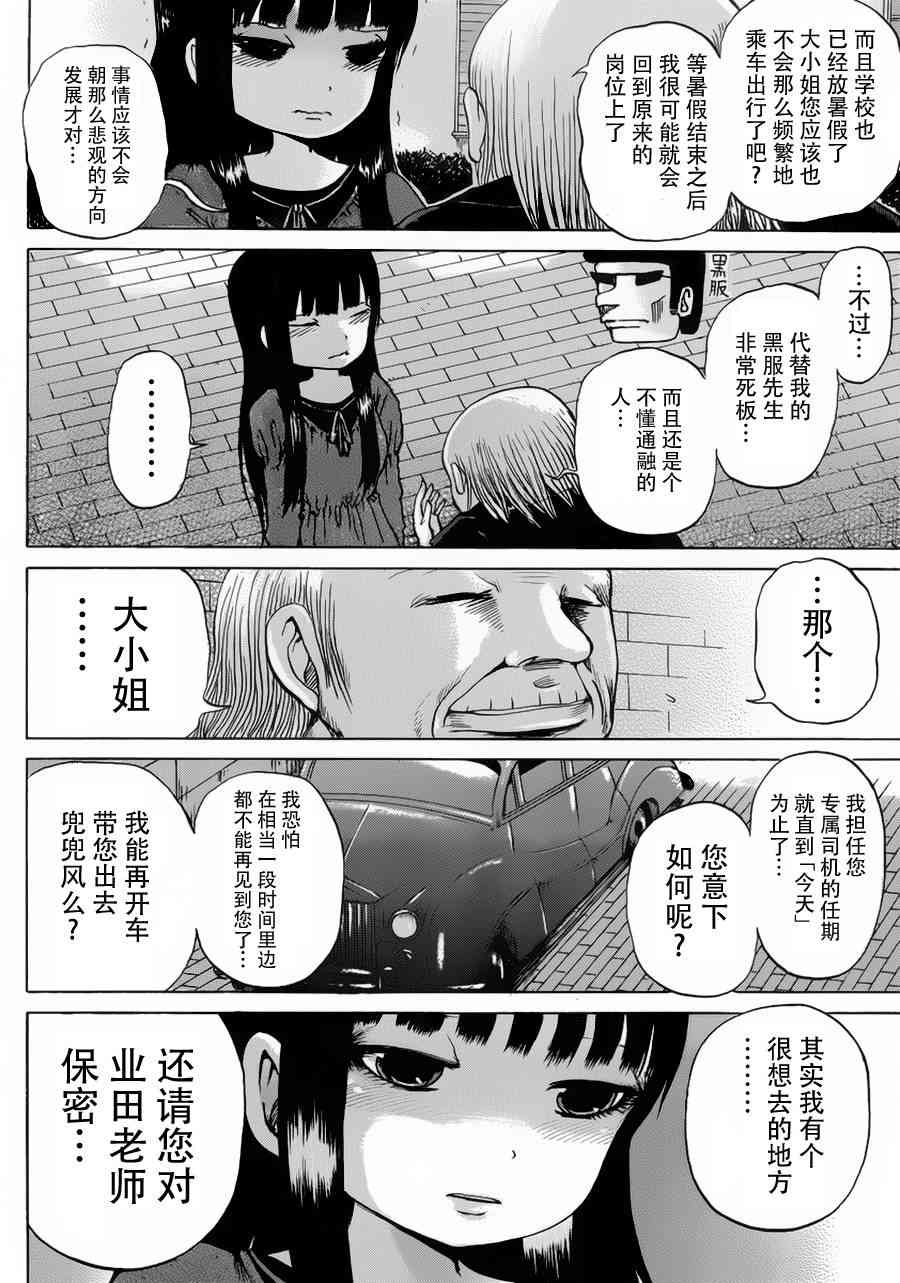 而且学校也
已经放暑假了
大小姐您应该也
不会那么频繁地
乘车出行了吧?
等暑假结束之后
我很可能就会
回到原来的
岗位上了
事情应该不会
朝那么悲观的方向
发展才对…
…不过…
黑服
代替我的
黑服先生
非常死板…
而且还是个
不懂通融的
人…
………
…那个…
大小姐
……
我担任您
专属司机的任期
就直到「今天」
为止了…
您意下
如何呢?
我恐怕
在相当一段时间里边
都不能再见到您了…
我能再开车
带您出去
兜兜风么?
其实我有个
很想去的地方
………
还请您对
业田老师
保密…